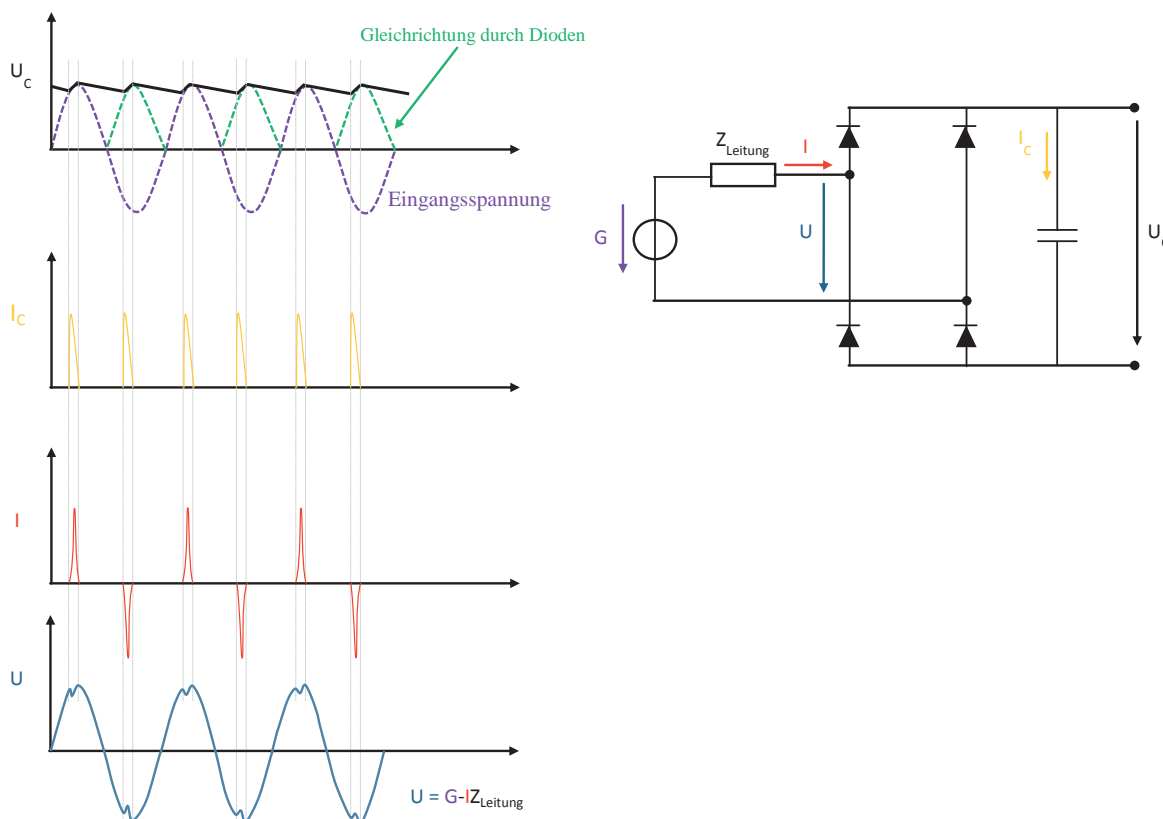 Gleichrichtung durch Dioden
U_C
Eingangsspannung
I_C
I
U
U = G-IZ_Leitung
Z_Leitung
I
I_C
G
U